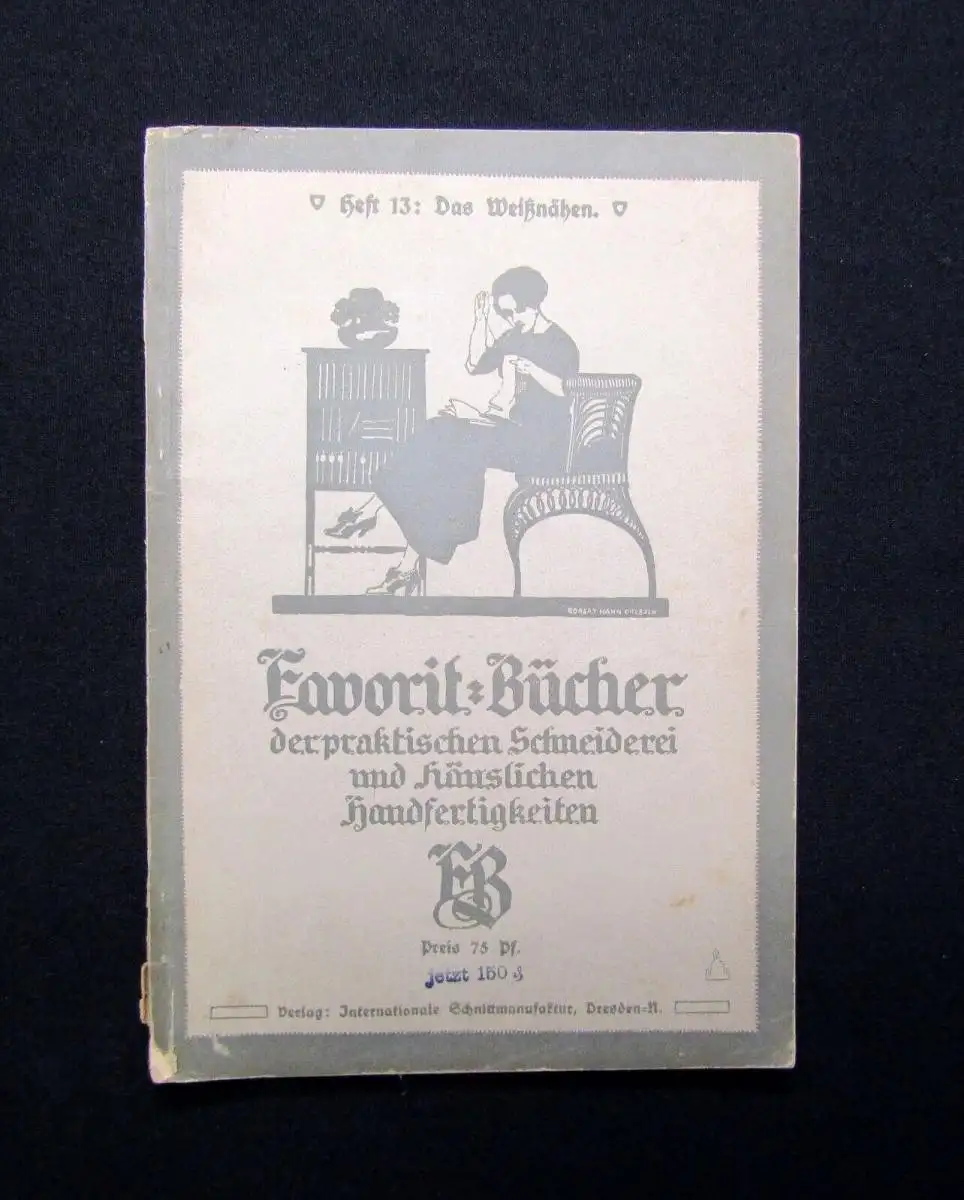 Heft 13: Das Weißnähen.
Favorit=Bücher
der praktischen Schneiderei
und häuslichen
Handfertigkeiten
FB
Preis 75 Pf.
jetzt 150 ₰
Verlag: Internationale Schnittmanufaktur, Dresden=N.